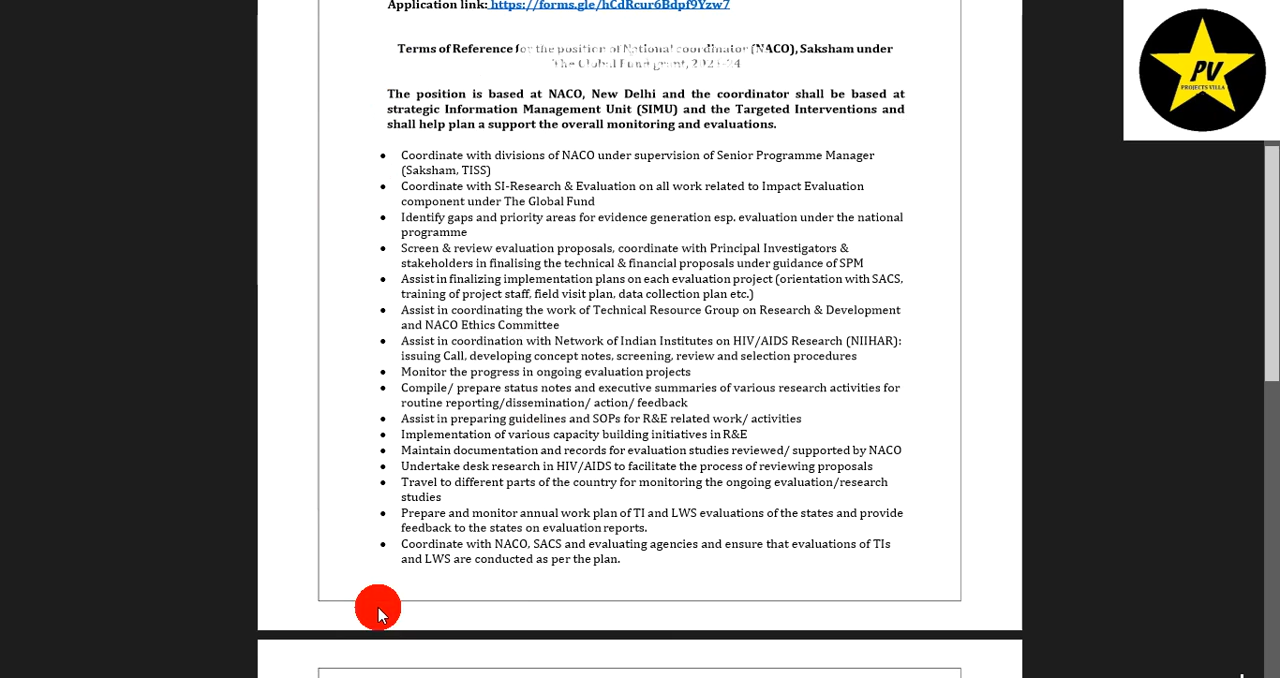 Application link: https://forms.gle/hCdRcur6Bdpf9Yzw7
Terms of Reference for the position of National coordinator (NACO), Saksham under
The Global Fund grant, 2021-24
The position is based at NACO, New Delhi and the coordinator shall be based at
strategic Information Management Unit (SIMU) and the Targeted Interventions and
shall help plan a support the overall monitoring and evaluations.
• Coordinate with divisions of NACO under supervision of Senior Programme Manager
(Saksham, TISS)
• Coordinate with SI-Research & Evaluation on all work related to Impact Evaluation
component under The Global Fund
• Identify gaps and priority areas for evidence generation esp. evaluation under the national
programme
• Screen & review evaluation proposals, coordinate with Principal Investigators &
stakeholders in finalising the technical & financial proposals under guidance of SPM
• Assist in finalizing implementation plans on each evaluation project (orientation with SACS,
training of project staff, field visit plan, data collection plan etc.)
• Assist in coordinating the work of Technical Resource Group on Research & Development
and NACO Ethics Committee
• Assist in coordination with Network of Indian Institutes on HIV/AIDS Research (NIIHAR):
issuing Call, developing concept notes, screening, review and selection procedures
• Monitor the progress in ongoing evaluation projects
• Compile/ prepare status notes and executive summaries of various research activities for
routine reporting/dissemination/ action/ feedback
• Assist in preparing guidelines and SOPs for R&E related work/ activities
• Implementation of various capacity building initiatives in R&E
• Maintain documentation and records for evaluation studies reviewed/ supported by NACO
• Undertake desk research in HIV/AIDS to facilitate the process of reviewing proposals
• Travel to different parts of the country for monitoring the ongoing evaluation/research
studies
• Prepare and monitor annual work plan of TI and LWS evaluations of the states and provide
feedback to the states on evaluation reports.
• Coordinate with NACO, SACS and evaluating agencies and ensure that evaluations of TIs
and LWS are conducted as per the plan.
PV
PROJECTS VILLA